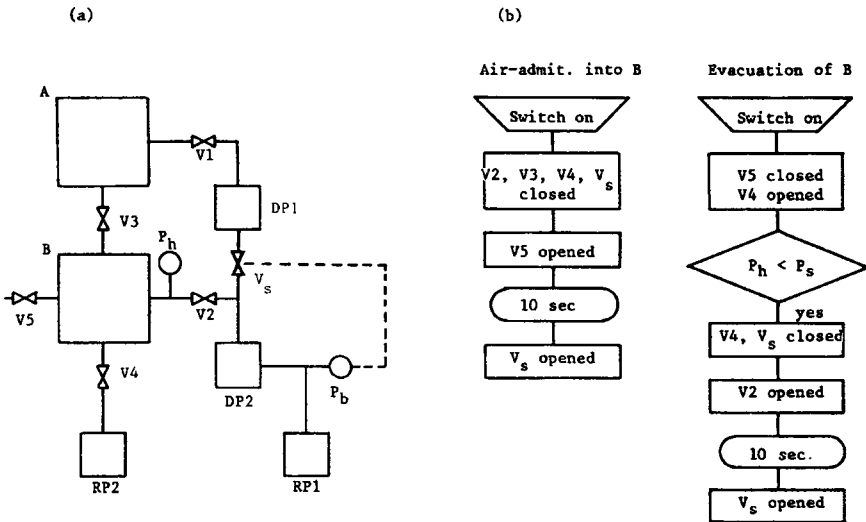 (a)
A
V1
DP1
V3
B
P_h
V_s
V5
V2
V4
DP2
P_b
RP2
RP1
(b)
Air-admit. into B
Switch on
V2, V3, V4, V_s
closed
V5 opened
10 sec
V_s opened
Evacuation of B
Switch on
V5 closed
V4 opened
P_h < P_s
yes
V4, V_s closed
V2 opened
10 sec.
V_s opened